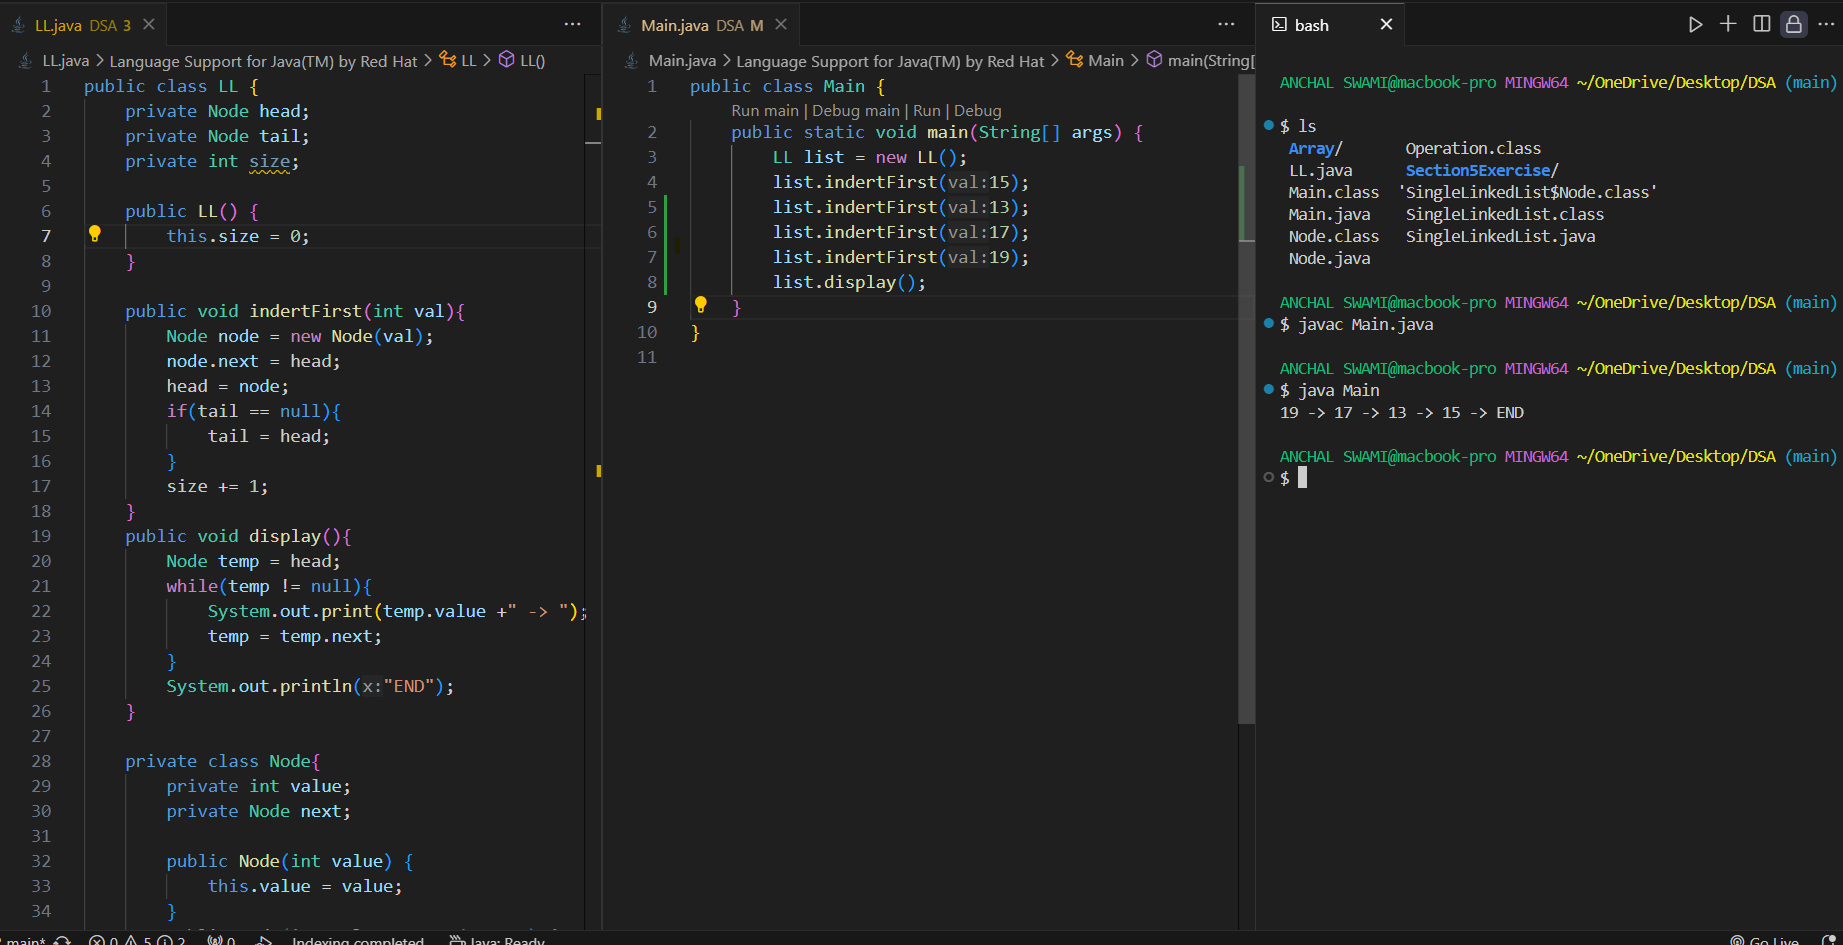 LL.java DSA 3
LL.java > Language Support for Java(TM) by Red Hat > LL > LL()
1 public class LL {
2 private Node head;
3 private Node tail;
4 private int size;
5
6 public LL() {
7 this.size = 0;
8 }
9
10 public void indertFirst(int val){
11 Node node = new Node(val);
12 node.next = head;
13 head = node;
14 if(tail == null){
15 tail = head;
16 }
17 size += 1;
18 }
19 public void display(){
20 Node temp = head;
21 while(temp != null){
22 System.out.print(temp.value +" -> ");
23 temp = temp.next;
24 }
25 System.out.println(x:"END");
26 }
27
28 private class Node{
29 private int value;
30 private Node next;
31
32 public Node(int value) {
33 this.value = value;
34 }
Main.java DSA M
Main.java > Language Support for Java(TM) by Red Hat > Main > main(String[
1 public class Main {
Run main | Debug main | Run | Debug
2 public static void main(String[] args) {
3 LL list = new LL();
4 list.indertFirst(val:15);
5 list.indertFirst(val:13);
6 list.indertFirst(val:17);
7 list.indertFirst(val:19);
8 list.display();
9 }
10 }
11
bash
ANCHAL SWAMI@macbook-pro MINGW64 ~/OneDrive/Desktop/DSA (main)
$ ls
Array/ Operation.class
LL.java Section5Exercise/
Main.class 'SingleLinkedList$Node.class'
Main.java SingleLinkedList.class
Node.class SingleLinkedList.java
Node.java
ANCHAL SWAMI@macbook-pro MINGW64 ~/OneDrive/Desktop/DSA (main)
$ javac Main.java
ANCHAL SWAMI@macbook-pro MINGW64 ~/OneDrive/Desktop/DSA (main)
$ java Main
19 -> 17 -> 13 -> 15 -> END
ANCHAL SWAMI@macbook-pro MINGW64 ~/OneDrive/Desktop/DSA (main)
$
main* 0 5 2 0 Indexing completed Java: Ready Go Live